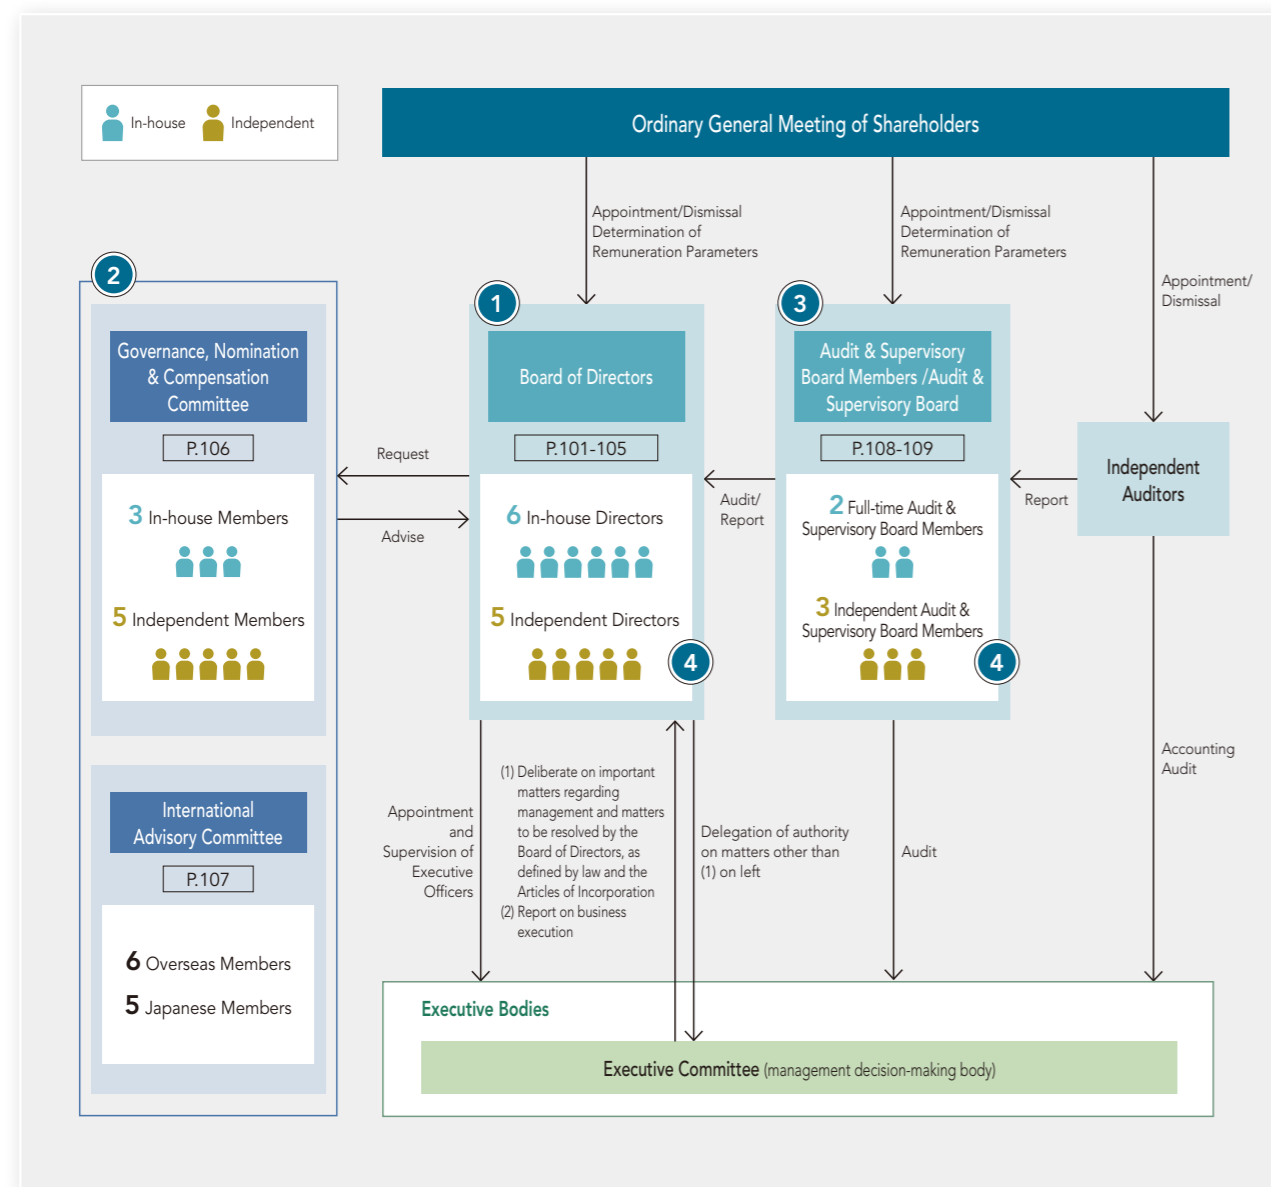 In-house
Independent
Ordinary General Meeting of Shareholders
Appointment/Dismissal
Determination of
Remuneration Parameters
Appointment/Dismissal
Determination of
Remuneration Parameters
Appointment/
Dismissal
2
Governance, Nomination
& Compensation
Committee
P.106
3 In-house Members
5 Independent Members
International
Advisory Committee
P.107
6 Overseas Members
5 Japanese Members
Request
Advise
1
Board of Directors
P.101-105
6 In-house Directors
5 Independent Directors
4
Audit/
Report
3
Audit & Supervisory
Board Members /Audit &
Supervisory Board
P.108-109
2 Full-time Audit &
Supervisory Board Members
3 Independent Audit &
Supervisory Board Members
4
Report
Independent
Auditors
Appointment
and
Supervision of
Executive
Officers
(1) Deliberate on important
matters regarding
management and matters
to be resolved by the
Board of Directors, as
defined by law and the
Articles of Incorporation
(2) Report on business
execution
Delegation of authority
on matters other than
(1) on left
Audit
Accounting
Audit
Executive Bodies
Executive Committee (management decision-making body)